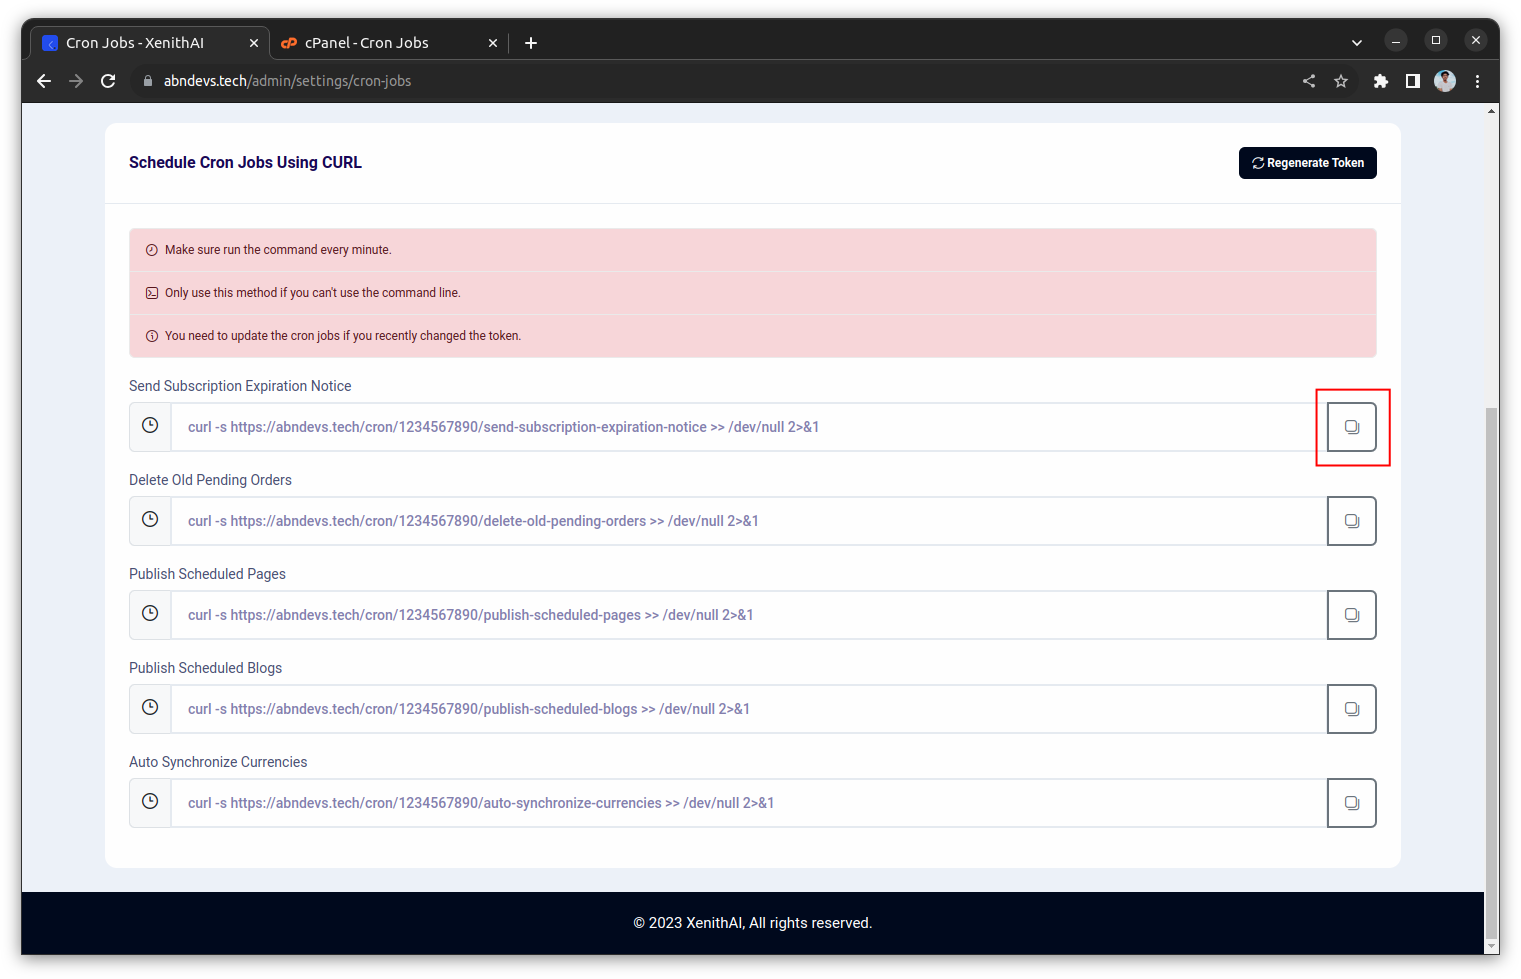 Cron Jobs - XenithAI
cPanel - Cron Jobs
abndevs.tech/admin/settings/cron-jobs
Schedule Cron Jobs Using CURL
Regenerate Token
Make sure run the command every minute.
Only use this method if you can't use the command line.
You need to update the cron jobs if you recently changed the token.
Send Subscription Expiration Notice
curl -s https://abndevs.tech/cron/1234567890/send-subscription-expiration-notice >> /dev/null 2>&1
Delete Old Pending Orders
curl -s https://abndevs.tech/cron/1234567890/delete-old-pending-orders >> /dev/null 2>&1
Publish Scheduled Pages
curl -s https://abndevs.tech/cron/1234567890/publish-scheduled-pages >> /dev/null 2>&1
Publish Scheduled Blogs
curl -s https://abndevs.tech/cron/1234567890/publish-scheduled-blogs >> /dev/null 2>&1
Auto Synchronize Currencies
curl -s https://abndevs.tech/cron/1234567890/auto-synchronize-currencies >> /dev/null 2>&1
© 2023 XenithAI, All rights reserved.